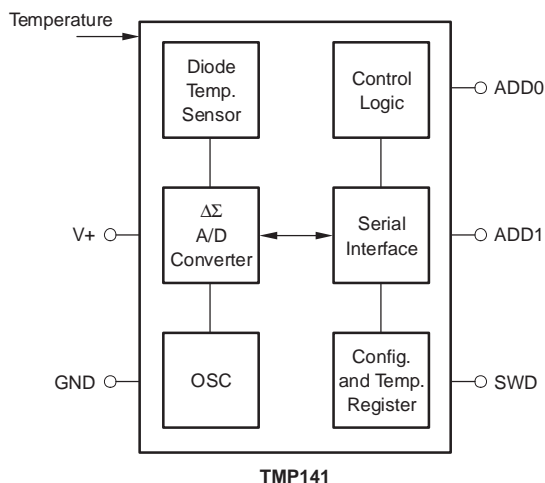 Temperature
Diode
Temp.
Sensor
Control
Logic
ADD0
V+
ΔΣ
A/D
Converter
Serial
Interface
ADD1
GND
OSC
Config.
and Temp.
Register
SWD
TMP141